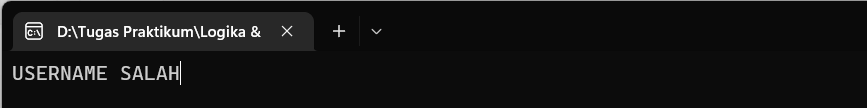 D:\Tugas Praktikum\Logika &
USERNAME SALAH